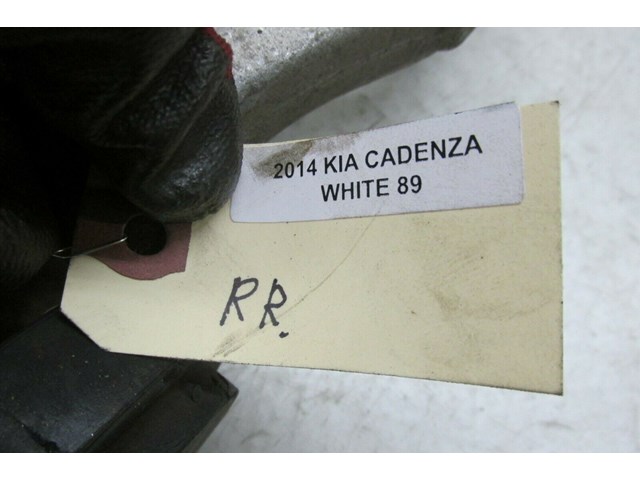 2014 KIA CADENZA
WHITE 89
RR.